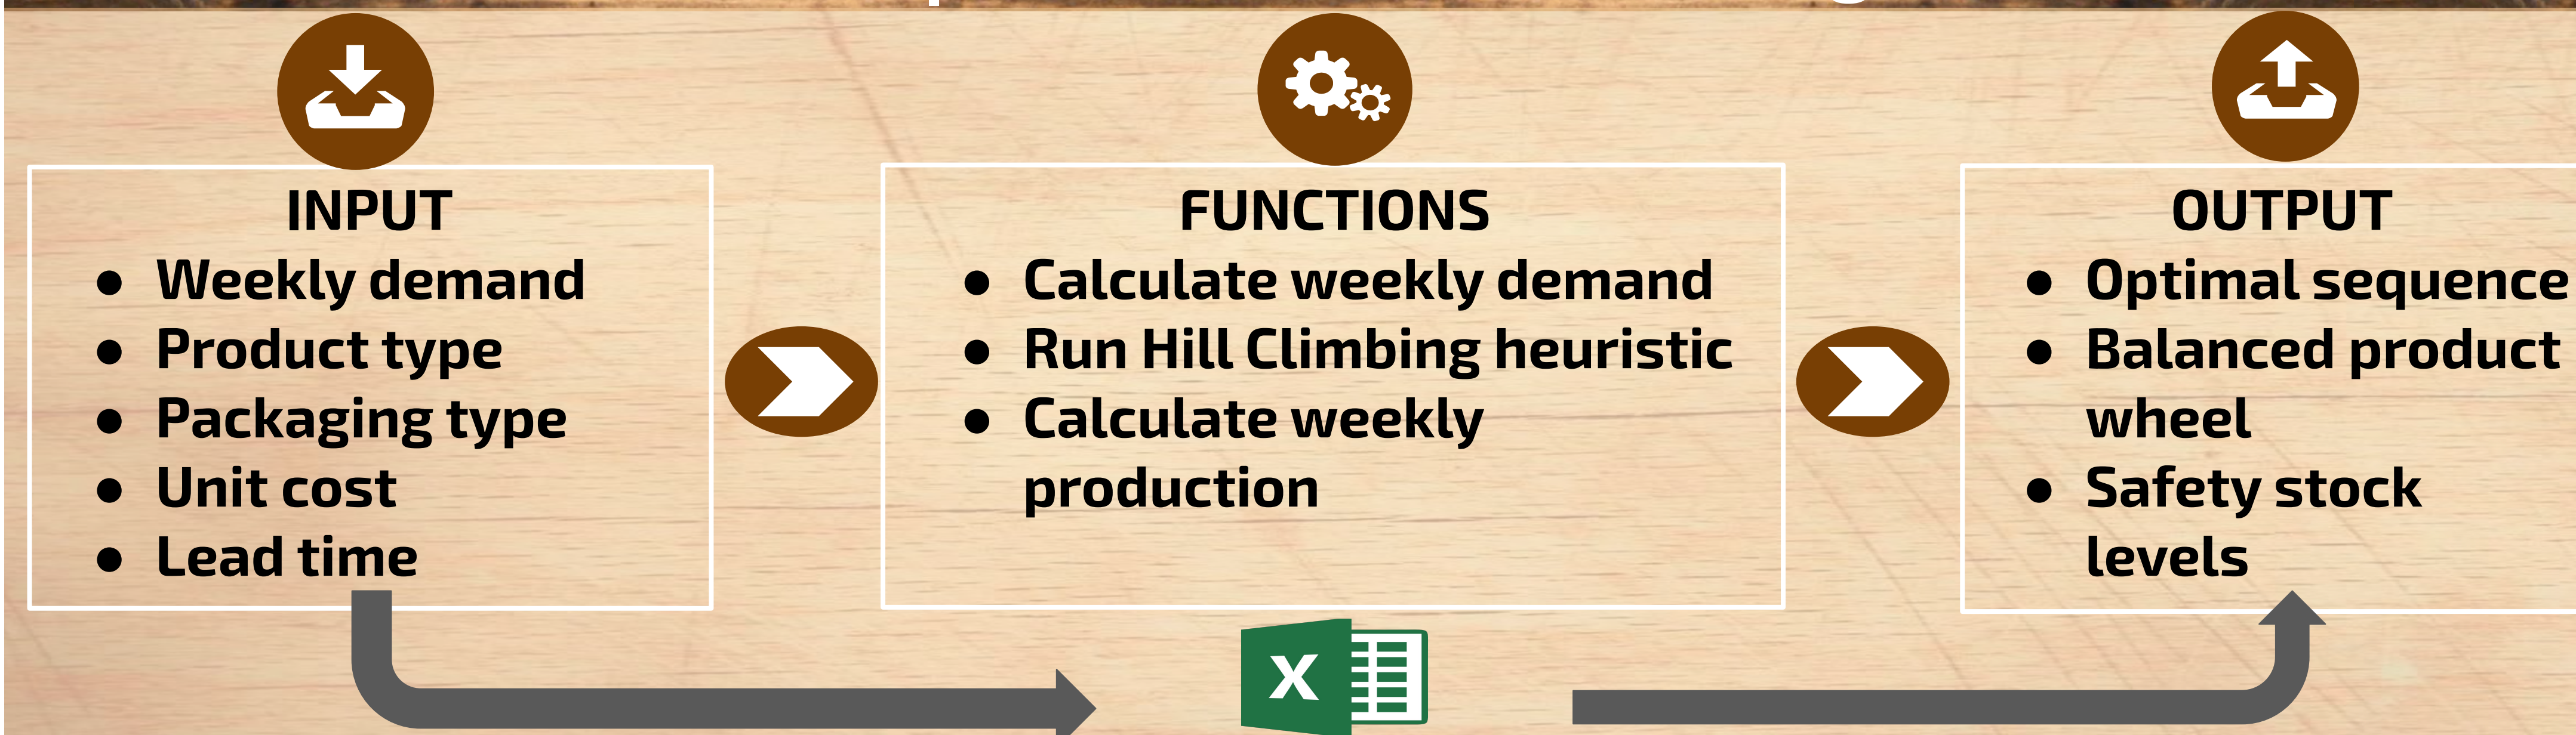 INPUT
● Weekly demand
● Product type
● Packaging type
● Unit cost
● Lead time
FUNCTIONS
● Calculate weekly demand
● Run Hill Climbing heuristic
● Calculate weekly
production
OUTPUT
● Optimal sequence
● Balanced product
wheel
● Safety stock
levels
X